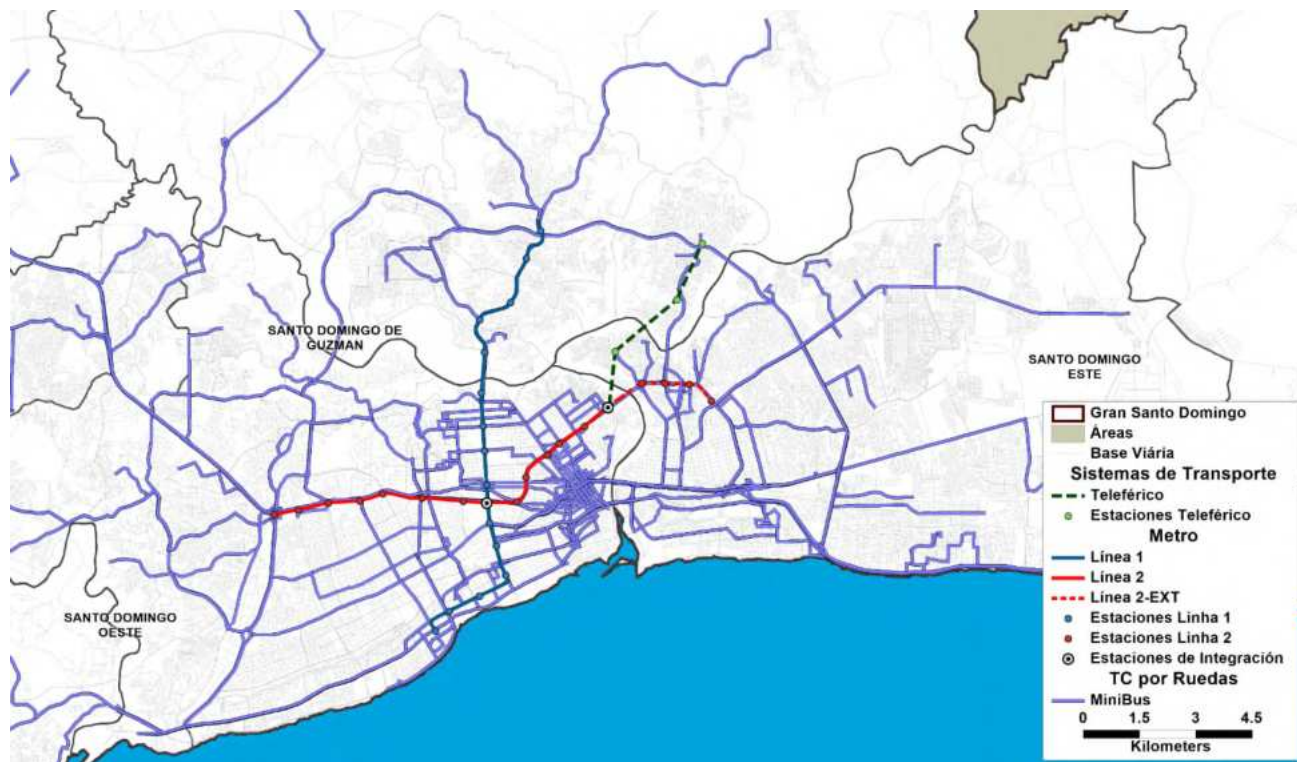 SANTO DOMINGO DE
GUZMAN
SANTO DOMINGO
ESTE
SANTO DOMINGO
OESTE
Gran Santo Domingo
Áreas
Base Viária
Sistemas de Transporte
Teleférico
Estaciones Teleférico
Metro
Línea 1
Línea 2
Línea 2-EXT
Estaciones Linha 1
Estaciones Linha 2
Estaciones de Integración
TC por Ruedas
MiniBus
0 1.5 3 4.5
Kilometers